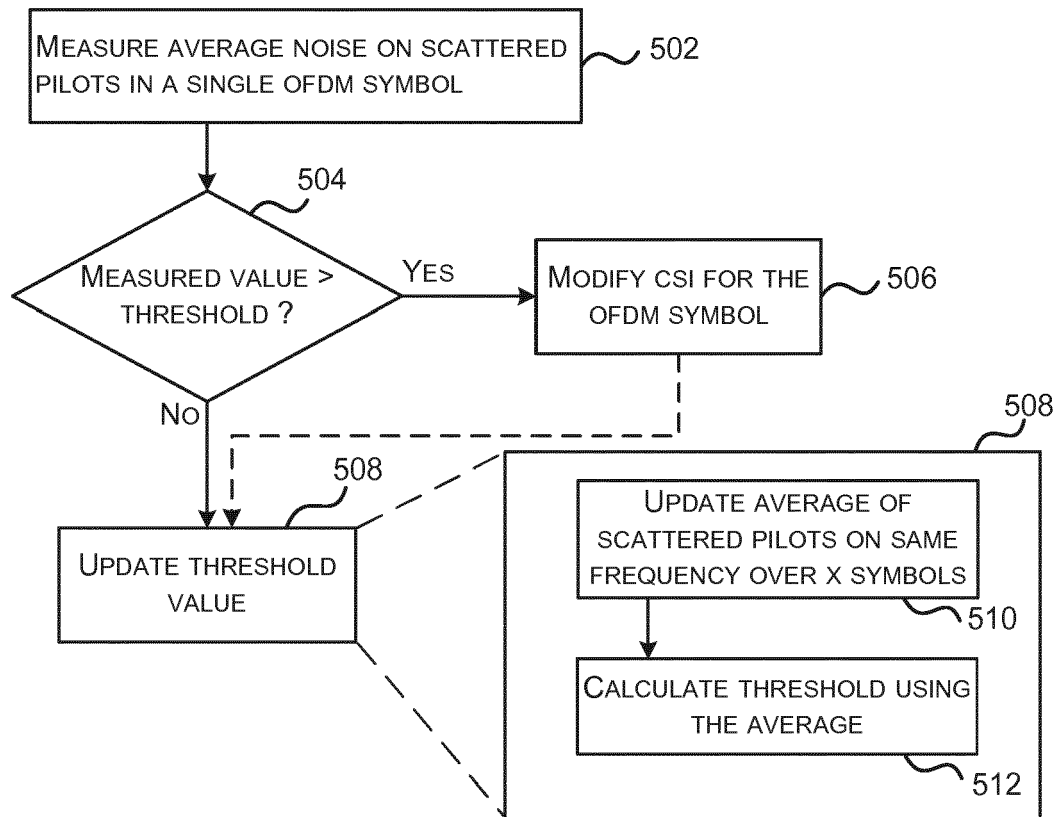 MEASURE AVERAGE NOISE ON SCATTERED
PILOTS IN A SINGLE OFDM SYMBOL
502
504
MEASURED VALUE >
THRESHOLD ?
YES
MODIFY CSI FOR THE
OFDM SYMBOL
506
NO
508
UPDATE THRESHOLD
VALUE
508
UPDATE AVERAGE OF
SCATTERED PILOTS ON SAME
FREQUENCY OVER X SYMBOLS
510
CALCULATE THRESHOLD USING
THE AVERAGE
512